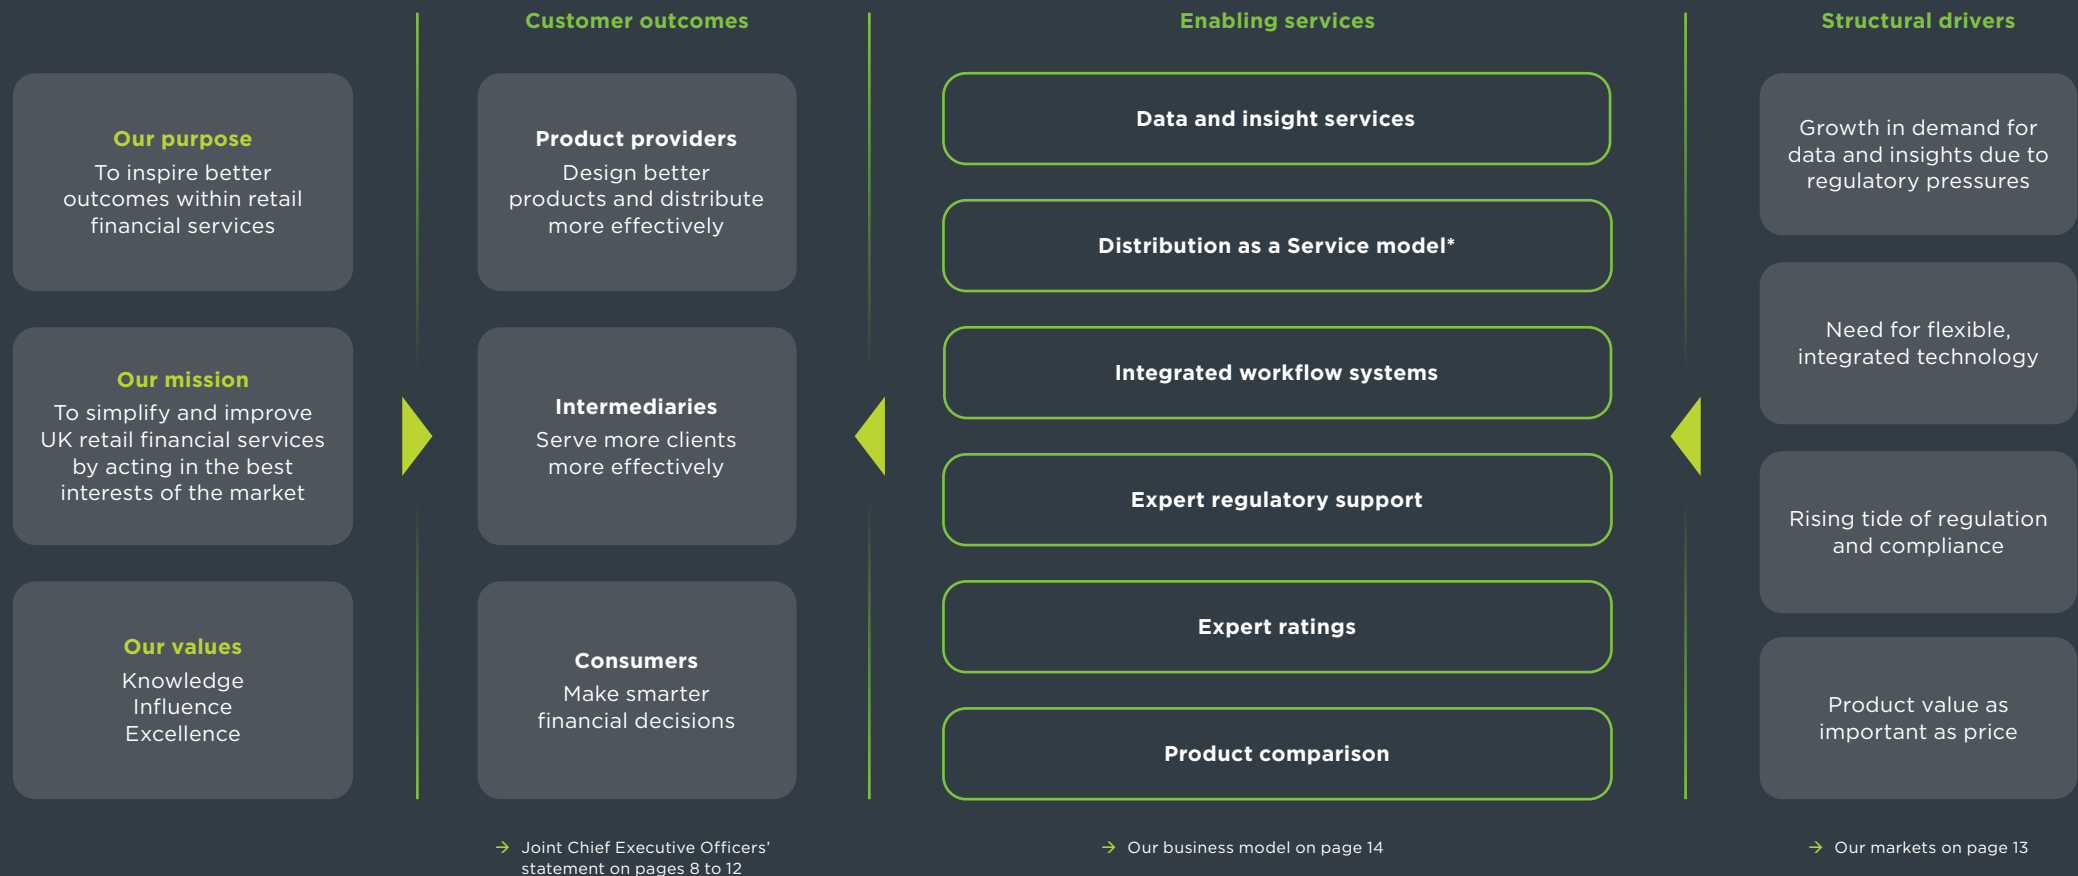 Our purpose
To inspire better
outcomes within retail
financial services
Our mission
To simplify and improve
UK retail financial services
by acting in the best
interests of the market
Our values
Knowledge
Influence
Excellence
Customer outcomes
Product providers
Design better
products and distribute
more effectively
Intermediaries
Serve more clients
more effectively
Consumers
Make smarter
financial decisions
→ Joint Chief Executive Officers’
statement on pages 8 to 12
Enabling services
Data and insight services
Distribution as a Service model*
Integrated workflow systems
Expert regulatory support
Expert ratings
Product comparison
→ Our business model on page 14
Structural drivers
Growth in demand for
data and insights due to
regulatory pressures
Need for flexible,
integrated technology
Rising tide of regulation
and compliance
Product value as
important as price
→ Our markets on page 13